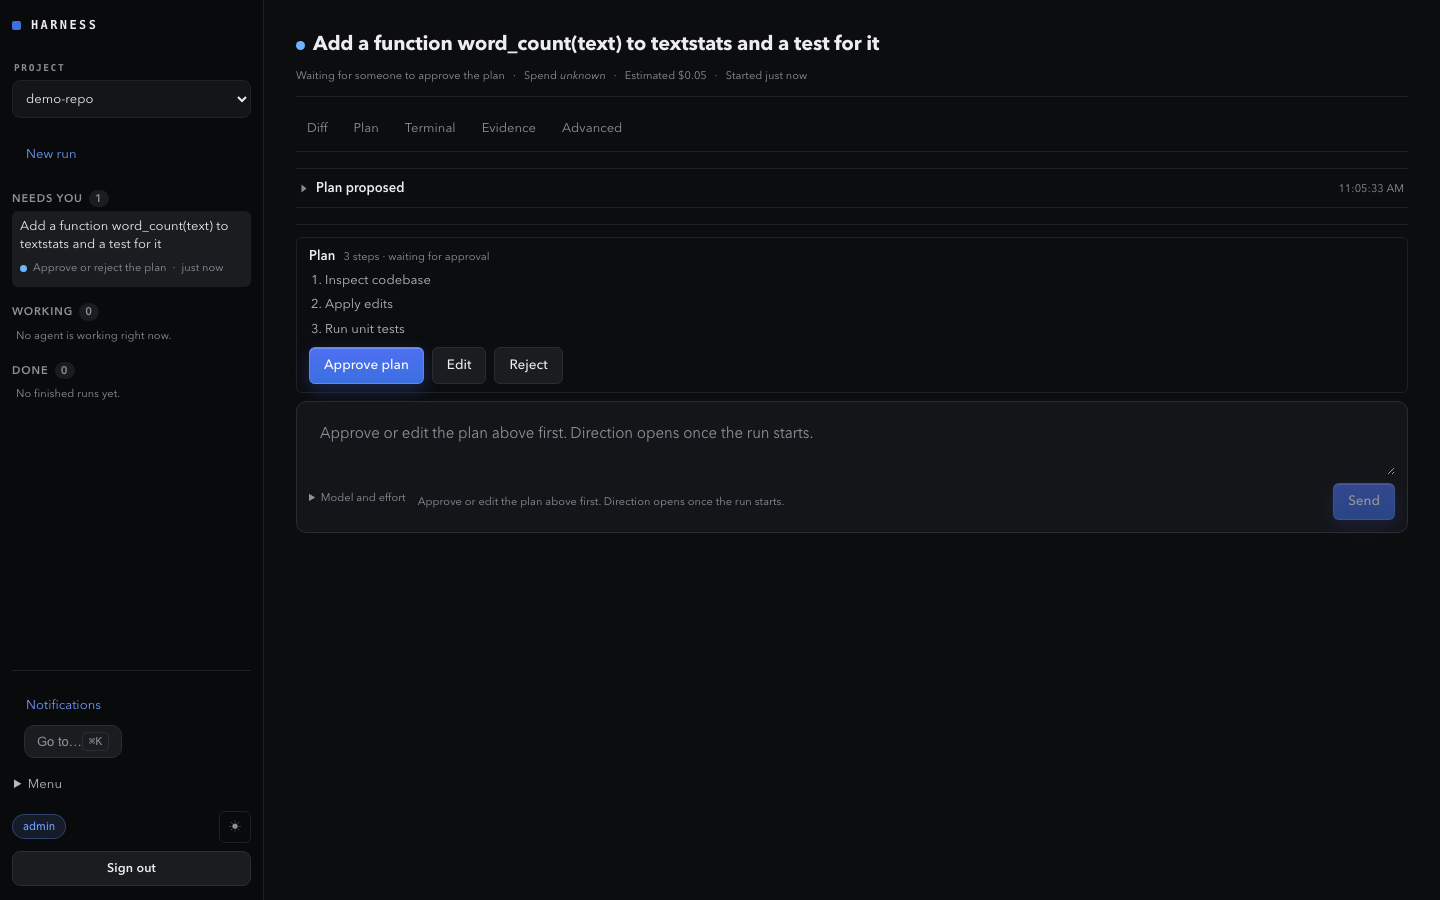 HARNESS
PROJECT
demo-repo
New run
NEEDS YOU 1
Add a function word_count(text) to
textstats and a test for it
Approve or reject the plan · just now
WORKING 0
No agent is working right now.
DONE 0
No finished runs yet.
Notifications
Go to… ⌘K
Menu
admin
Sign out
Add a function word_count(text) to textstats and a test for it
Waiting for someone to approve the plan · Spend unknown · Estimated $0.05 · Started just now
Diff Plan Terminal Evidence Advanced
Plan proposed 11:05:33 AM
Plan 3 steps · waiting for approval
1. Inspect codebase
2. Apply edits
3. Run unit tests
Approve plan Edit Reject
Approve or edit the plan above first. Direction opens once the run starts.
Model and effort Approve or edit the plan above first. Direction opens once the run starts. Send